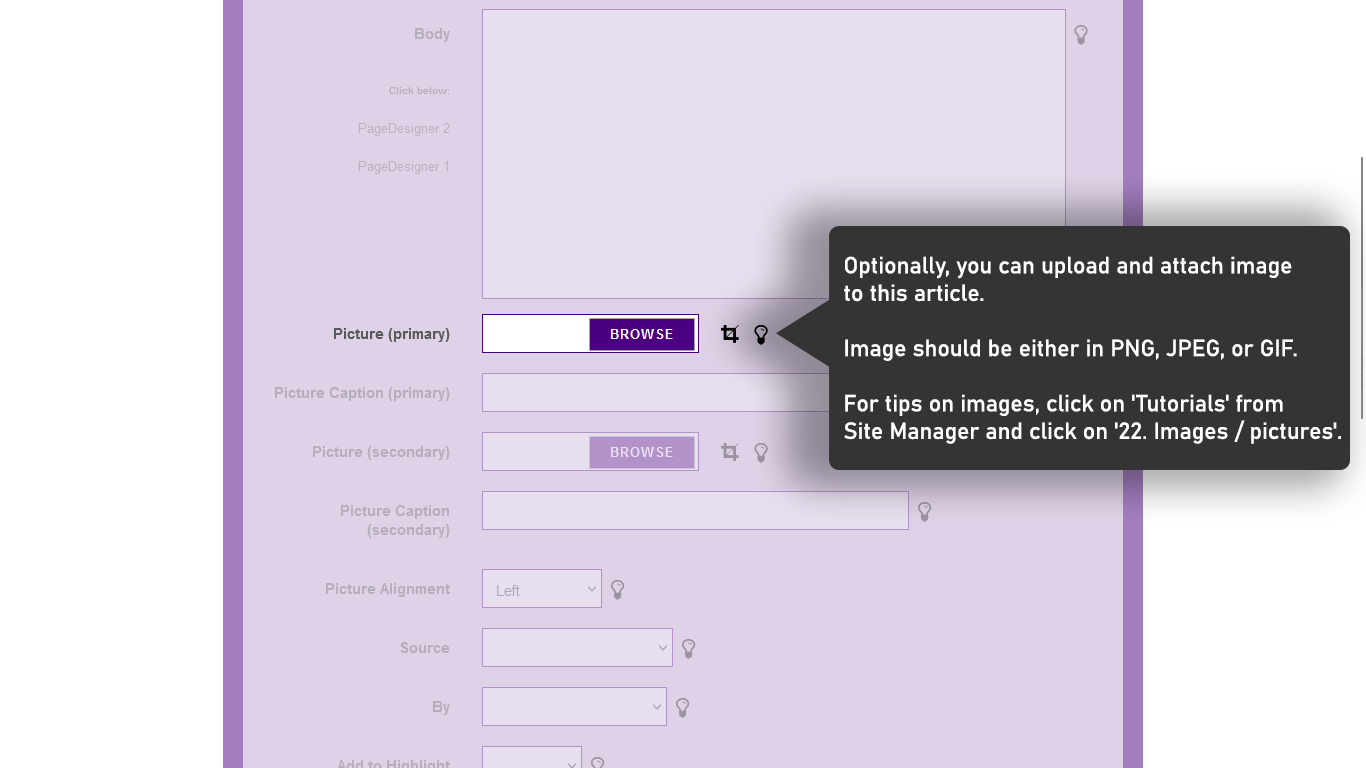 Body
Click below:
PageDesigner 2
PageDesigner 1
Optionally, you can upload and attach image
to this article.
Image should be either in PNG, JPEG, or GIF.
For tips on images, click on 'Tutorials' from
Site Manager and click on '22. Images / pictures'.
Picture (primary)
BROWSE
Picture Caption (primary)
Picture (secondary)
BROWSE
Picture Caption
(secondary)
Picture Alignment
Left
Source
By
Add to Highlight